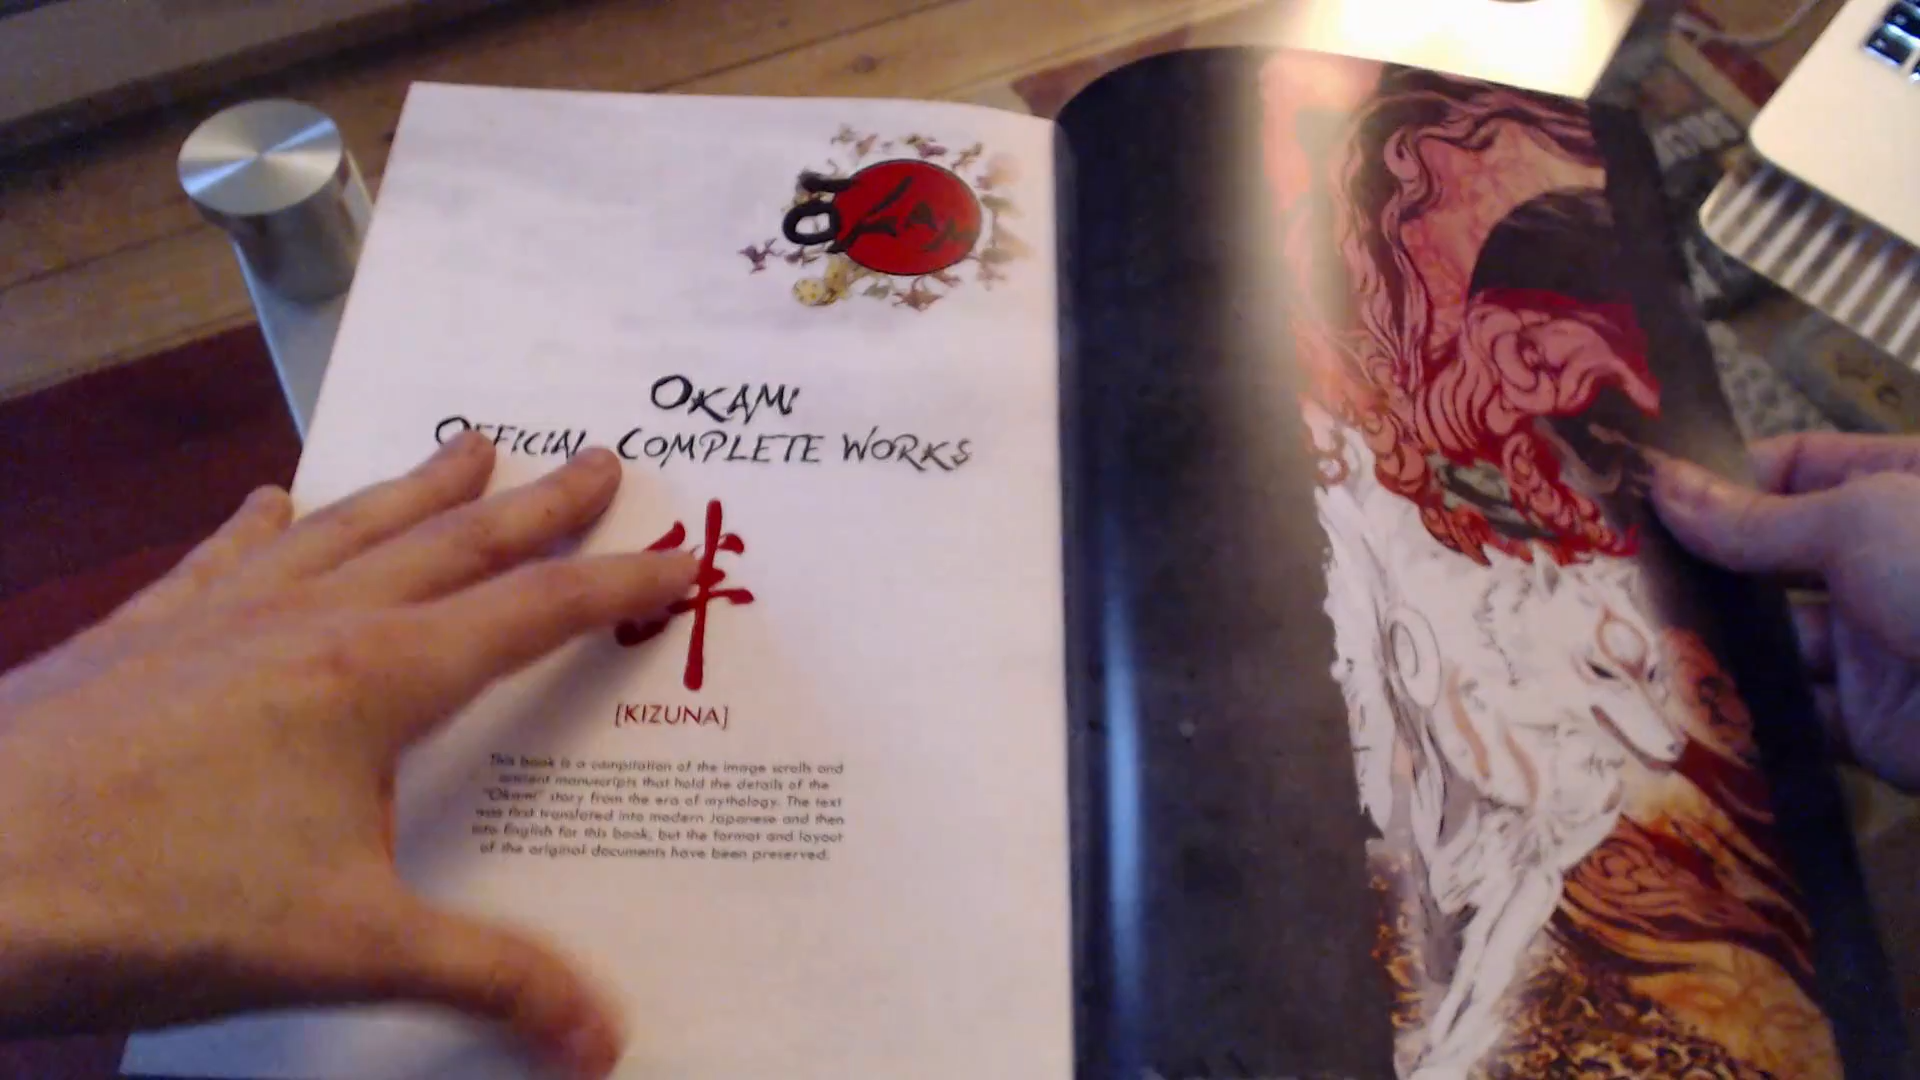 OKAMI
OKAMI
OFFICIAL COMPLETE WORKS
絆
[KIZUNA]
This book is a compilation of the image scrolls and
ancient manuscripts that hold the details of the
"Okami" story from the era of mythology. The text
was first translated into modern Japanese and then
into English for this book, but the format and layout
of the original documents have been preserved.